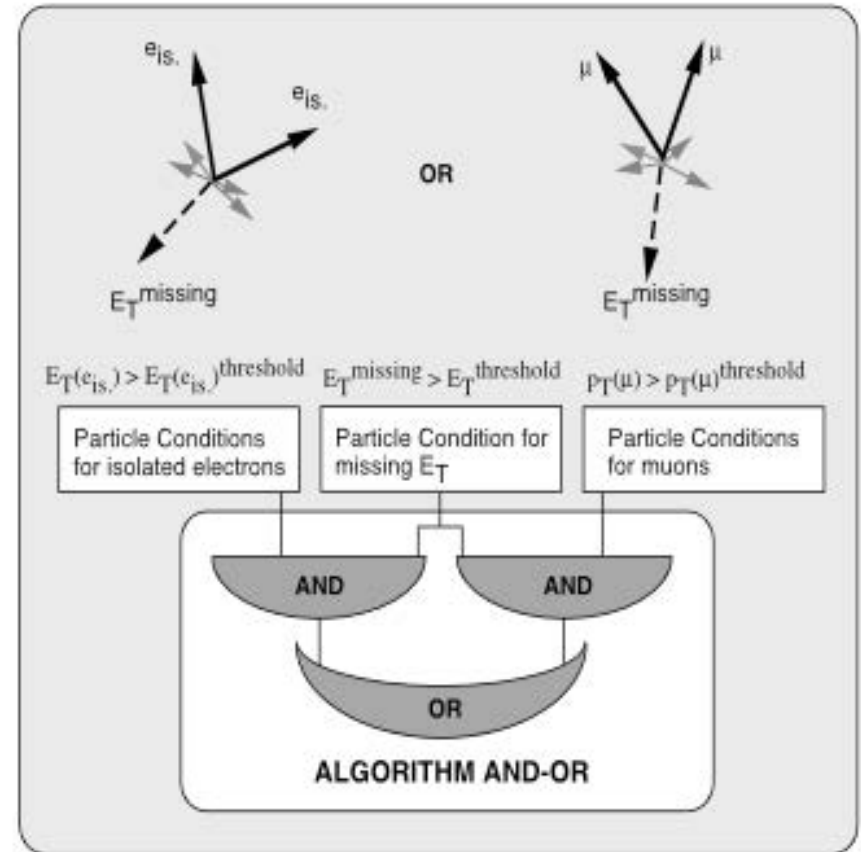 e_is.
e_is.
OR
μ
μ
E_T^missing
E_T^missing
E_T(e_is.) > E_T(e_is.)^threshold
E_T^missing > E_T^threshold
p_T(μ) > p_T(μ)^threshold
Particle Conditions
for isolated electrons
Particle Condition for
missing E_T
Particle Conditions
for muons
AND
AND
OR
ALGORITHM AND-OR